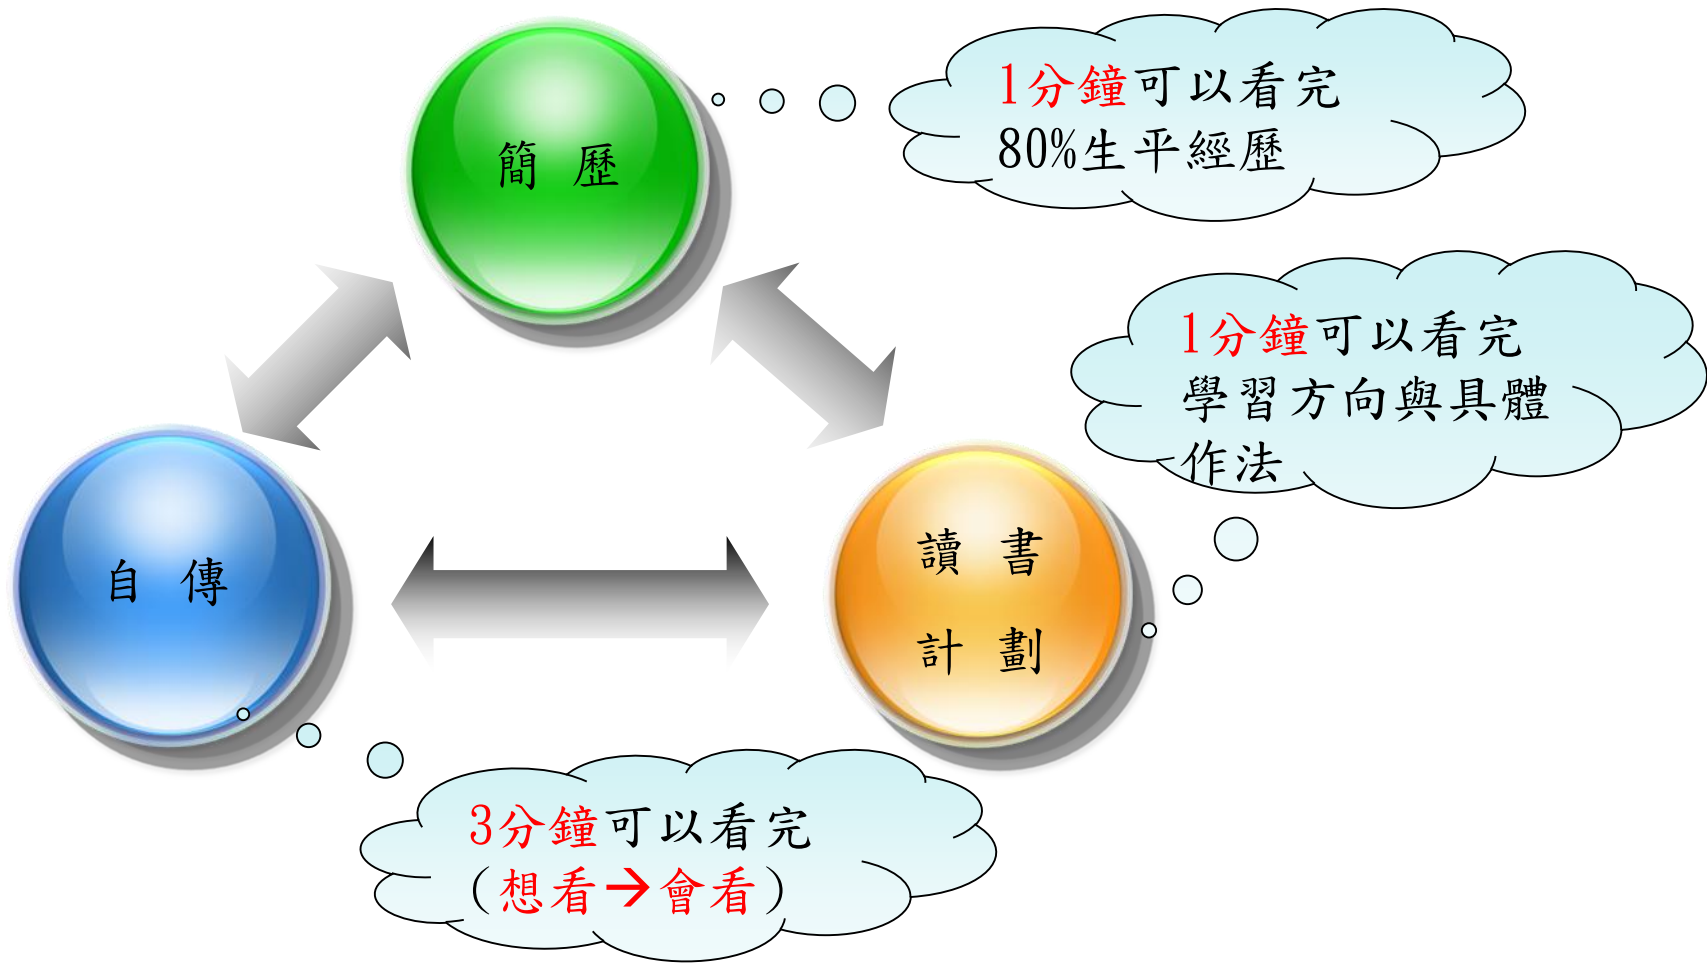 簡 歷
1分鐘可以看完
80%生平經歷
1分鐘可以看完
學習方向與具體
作法
自 傳
讀 書
計 劃
3分鐘可以看完
(想看→會看)